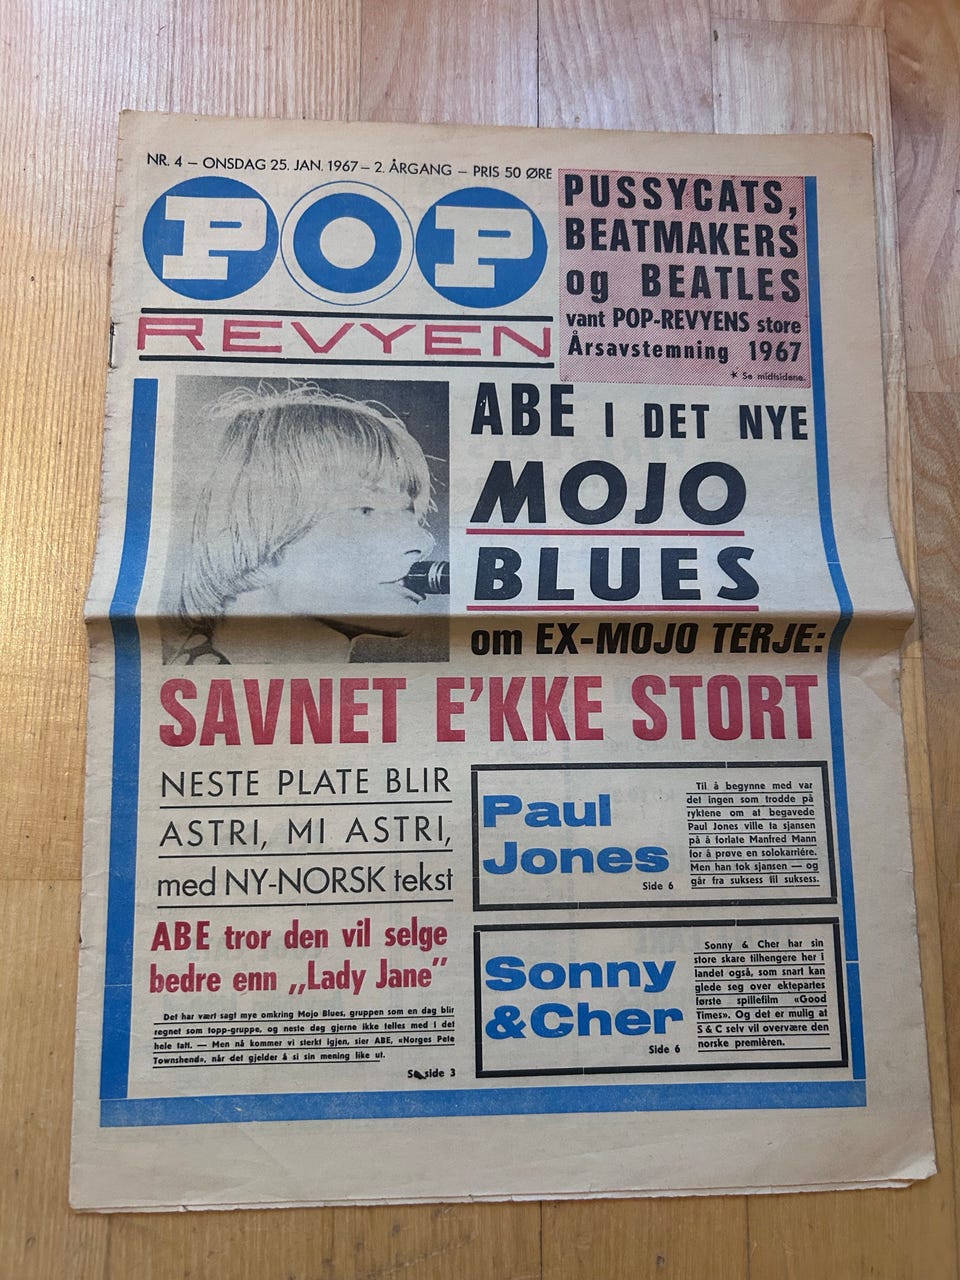 NR. 4 – ONSDAG 25. JAN. 1967 – 2. ÅRGANG – PRIS 50 ØRE
POP
REVYEN
PUSSYCATS,
BEATMAKERS
og BEATLES
vant POP-REVYENS store
Årsavstemning 1967
* Se midtsidene.
ABE I DET NYE
MOJO
BLUES
om EX-MOJO TERJE:
SAVNET E'KKE STORT
NESTE PLATE BLIR
ASTRI, MI ASTRI,
med NY-NORSK tekst
ABE tror den vil selge
bedre enn „Lady Jane”
Det har vært sagt mye omkring Mojo Blues, gruppen som en dag blir
regnet som topp-gruppe, og neste dag gjerne ikke telles med i det
hele tatt. — Men nå kommer vi sterkt igjen, sier ABE, «Norges Pete
Townshend», når det gjelder å si sin mening like ut.
Se side 3
Paul
Jones
Side 6
Til å begynne med var
det ingen som trodde på
ryktene om at begavede
Paul Jones ville ta sjansen
på å forlate Manfred Mann
for å prøve en solokarriére.
Men han tok sjansen — og
går fra suksess til suksess.
Sonny
&Cher
Side 6
Sonny & Cher har sin
store skare tilhengere her i
landet også, som snart kan
glede seg over ektepartes
første spillefilm «Good
Times». Og det er mulig at
S & C selv vil overvære den
norske premièren.